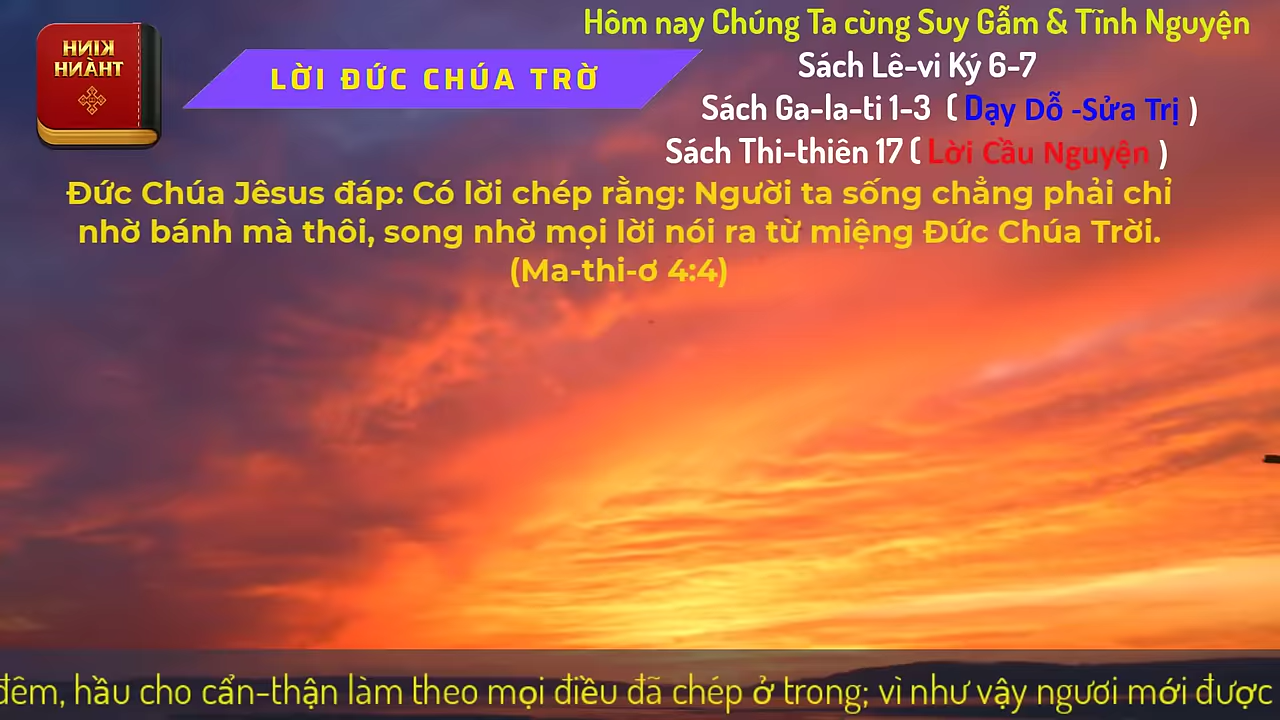 Hôm nay Chúng Ta cùng Suy Gẫm & Tĩnh Nguyện
KINH
THÁNH
LỜI ĐỨC CHÚA TRỜ
Sách Lê-vi Ký 6-7
Sách Ga-la-ti 1-3 ( Dạy Dỗ -Sửa Trị )
Sách Thi-thiên 17 ( Lời Cầu Nguyện )
Đức Chúa Jêsus đáp: Có lời chép rằng: Người ta sống chẳng phải chỉ
nhờ bánh mà thôi, song nhờ mọi lời nói ra từ miệng Đức Chúa Trời.
(Ma-thi-ơ 4:4)
đêm, hầu cho cẩn-thận làm theo mọi điều đã chép ở trong; vì như vậy ngươi mới được